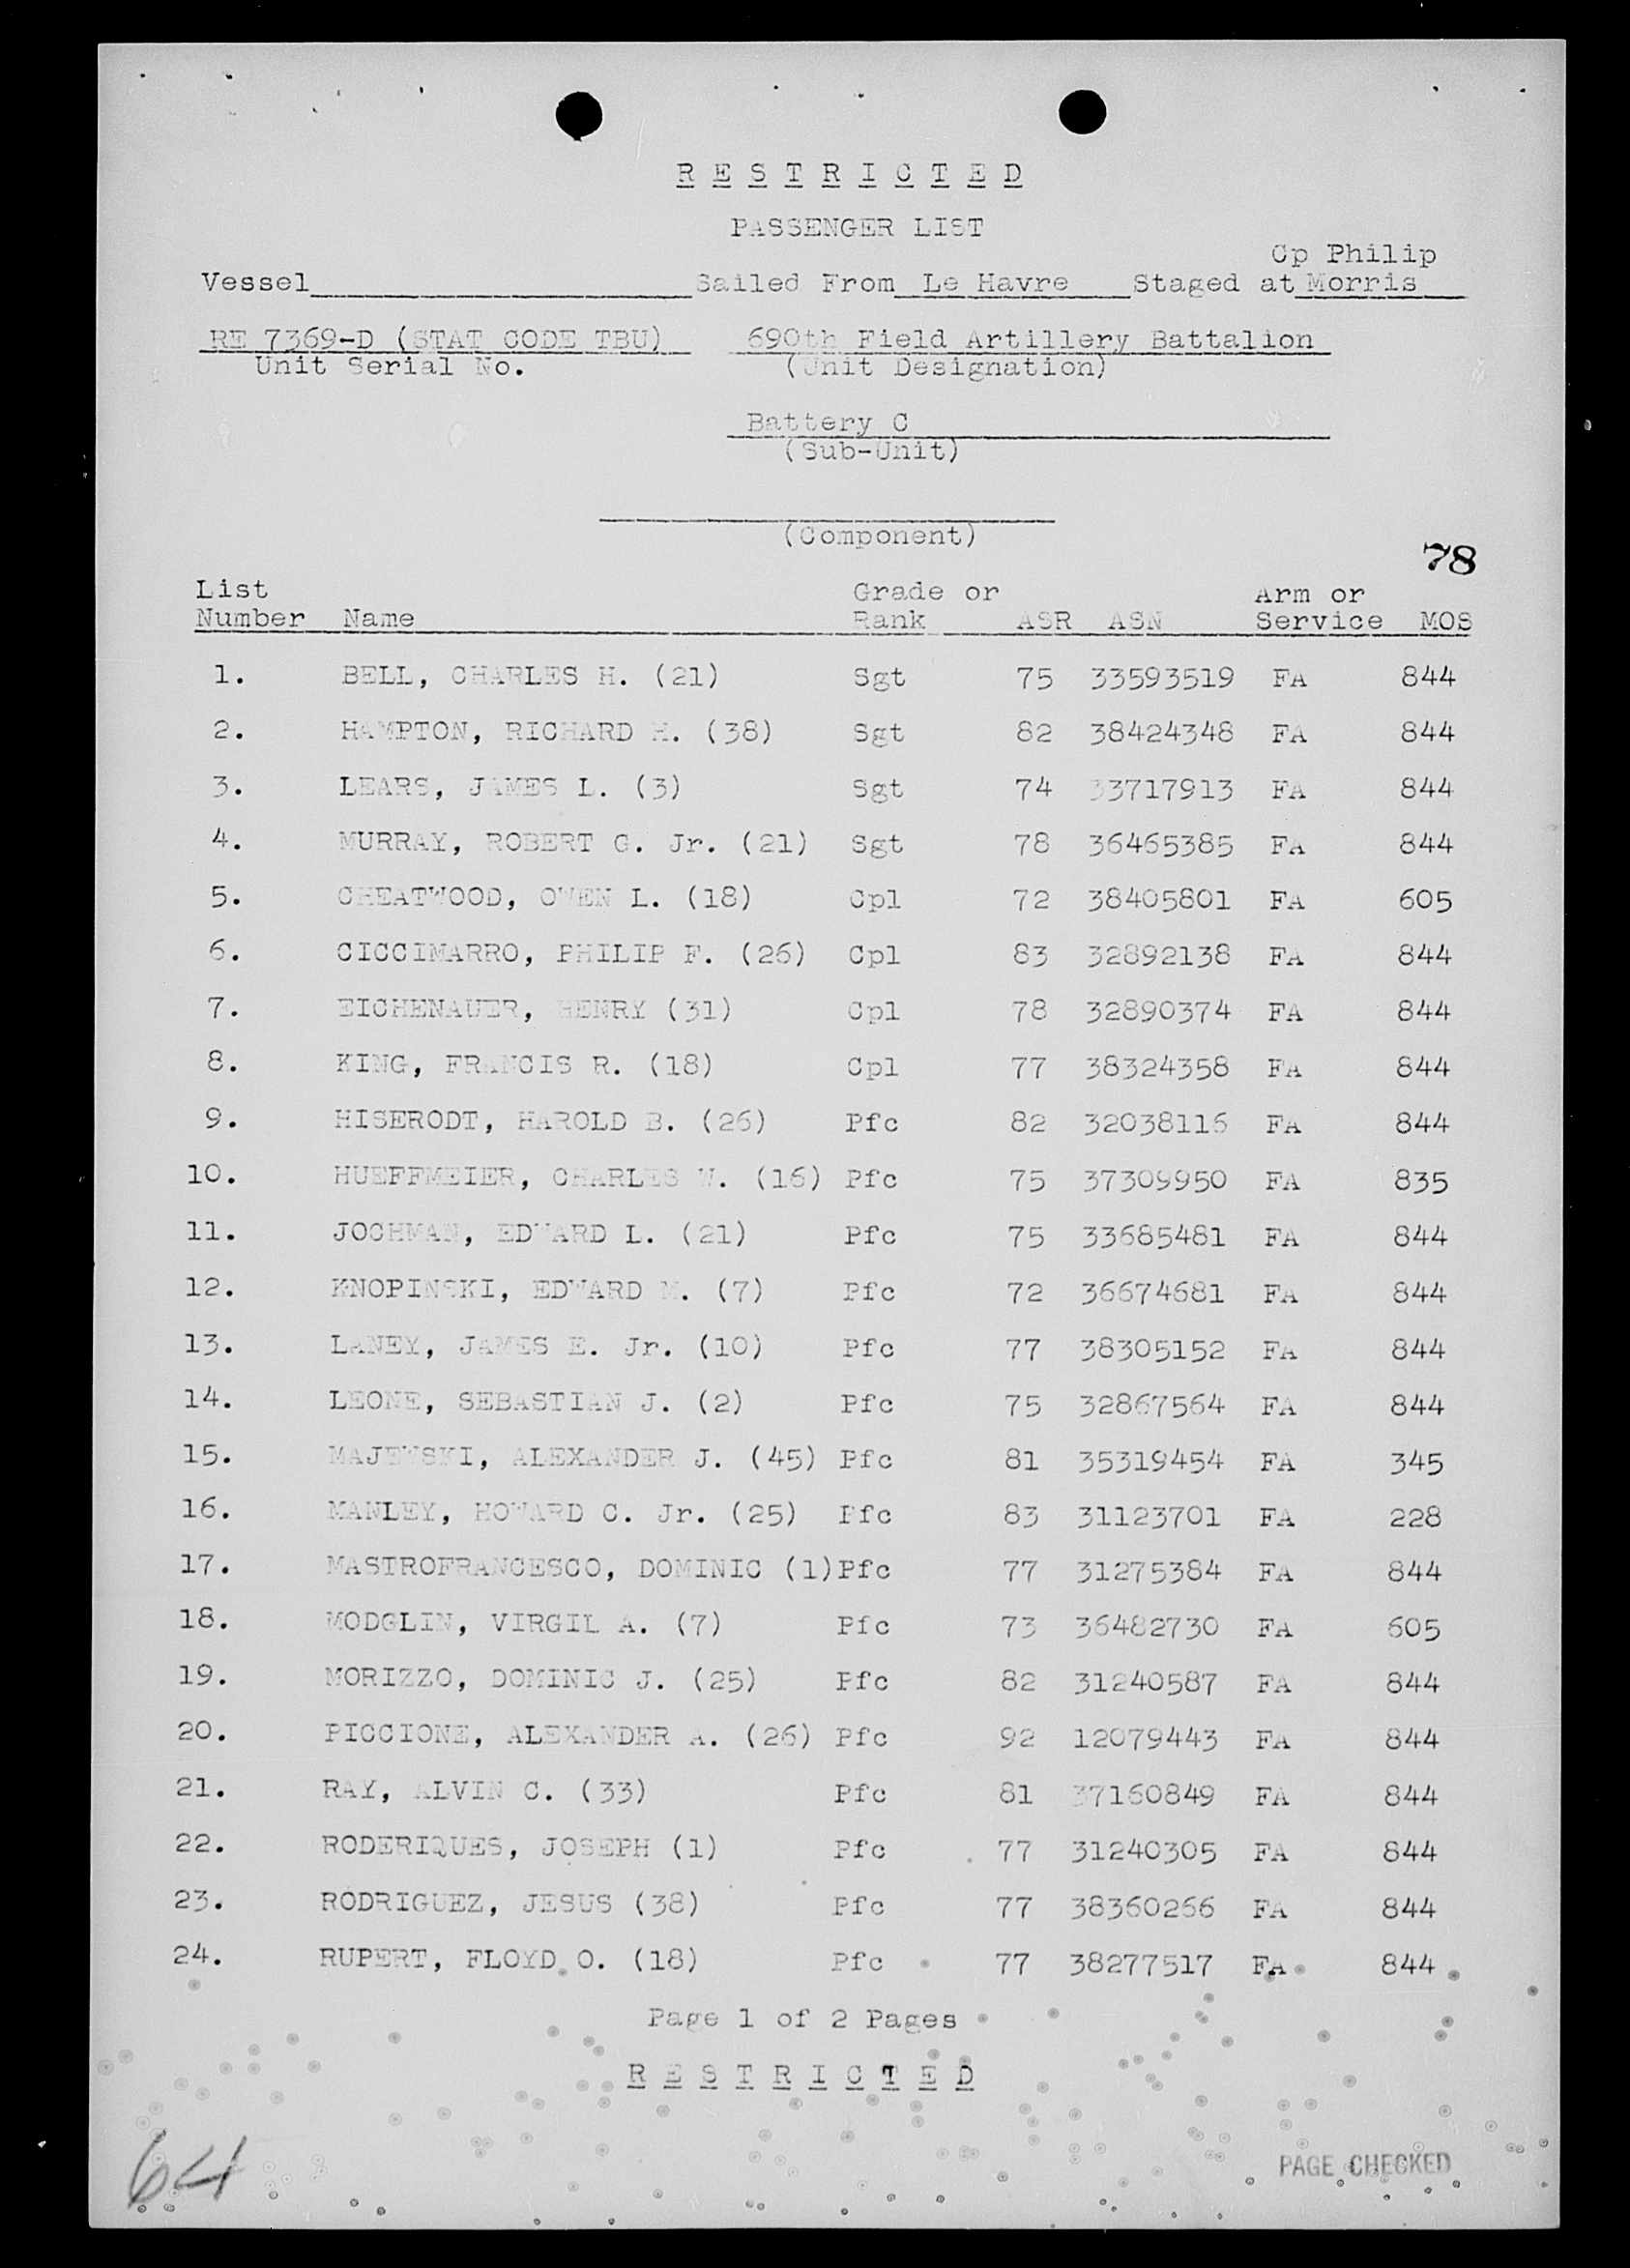 R E S T R I C T E D
PASSENGER LIST
Cp Philip
Vessel Sailed From Le Havre Staged at Morris
RE 7369-D (STAT CODE TBU) 690th Field Artillery Battalion
Unit Serial No. (Unit Designation)
Battery C
(Sub-Unit)
(Component)
78
List Grade or Arm or
Number Name Rank ASR ASN Service MOS
1. BELL, CHARLES H. (21) Sgt 75 33593519 FA 844
2. HAMPTON, RICHARD H. (38) Sgt 82 38424348 FA 844
3. LEARS, JAMES L. (3) Sgt 74 33717913 FA 844
4. MURRAY, ROBERT G. Jr. (21) Sgt 78 36465385 FA 844
5. CHEATWOOD, OWEN L. (18) Cpl 72 38405801 FA 605
6. CICCIMARRO, PHILIP F. (26) Cpl 83 32892138 FA 844
7. EICHENAUER, HENRY (31) Cpl 78 32890374 FA 844
8. KING, FRANCIS R. (18) Cpl 77 38324358 FA 844
9. HISERODT, HAROLD B. (26) Pfc 82 32038116 FA 844
10. HUEFFMEIER, CHARLES W. (16) Pfc 75 37309950 FA 835
11. JOCHMAN, EDWARD L. (21) Pfc 75 33685481 FA 844
12. KNOPINSKI, EDWARD M. (7) Pfc 72 36674681 FA 844
13. LANEY, JAMES E. Jr. (10) Pfc 77 38305152 FA 844
14. LEONE, SEBASTIAN J. (2) Pfc 75 32867564 FA 844
15. MAJEWSKI, ALEXANDER J. (45) Pfc 81 35319454 FA 345
16. MANLEY, HOWARD C. Jr. (25) Pfc 83 31123701 FA 228
17. MASTROFRANCESCO, DOMINIC (1) Pfc 77 31275384 FA 844
18. MODGLIN, VIRGIL A. (7) Pfc 73 36482730 FA 605
19. MORIZZO, DOMINIC J. (25) Pfc 82 31240587 FA 844
20. PICCIONE, ALEXANDER A. (26) Pfc 92 12079443 FA 844
21. RAY, ALVIN C. (33) Pfc 81 37160849 FA 844
22. RODERIQUES, JOSEPH (1) Pfc 77 31240305 FA 844
23. RODRIGUEZ, JESUS (38) Pfc 77 38360266 FA 844
24. RUPERT, FLOYD O. (18) Pfc 77 38277517 FA 844
Page 1 of 2 Pages
R E S T R I C T E D
64
PAGE CHECKED